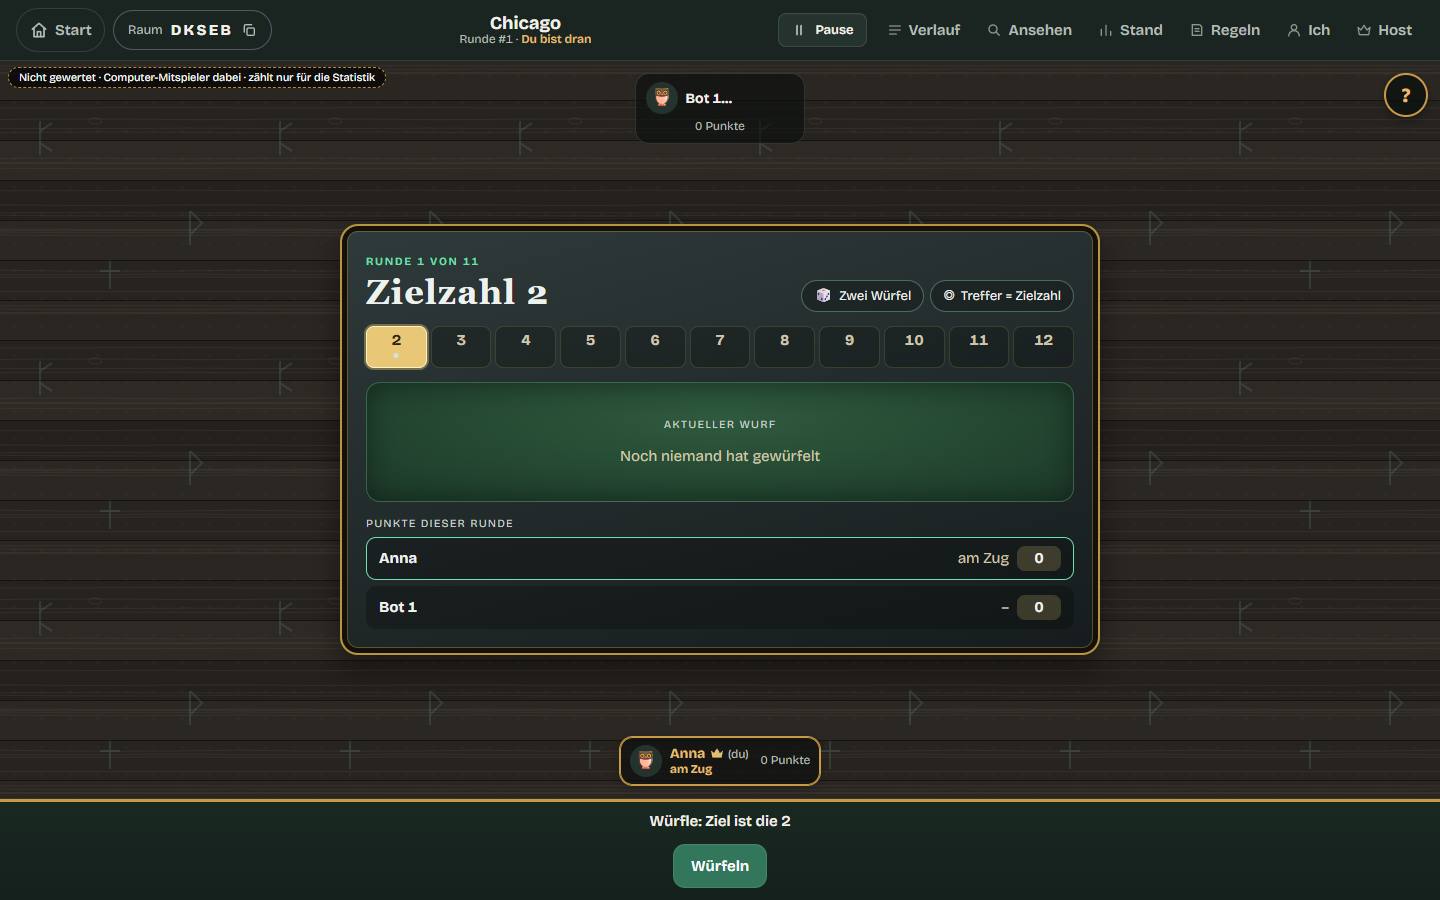 Start
Raum DKSEB
Chicago
Runde #1 · Du bist dran
Pause
Verlauf
Ansehen
Stand
Regeln
Ich
Host
Nicht gewertet · Computer-Mitspieler dabei · zählt nur für die Statistik
Bot 1...
0 Punkte
?
RUNDE 1 VON 11
Zielzahl 2
Zwei Würfel
Treffer = Zielzahl
2 3 4 5 6 7 8 9 10 11 12
AKTUELLER WURF
Noch niemand hat gewürfelt
PUNKTE DIESER RUNDE
Anna am Zug 0
Bot 1 – 0
Anna (du)
am Zug
0 Punkte
Würfle: Ziel ist die 2
Würfeln